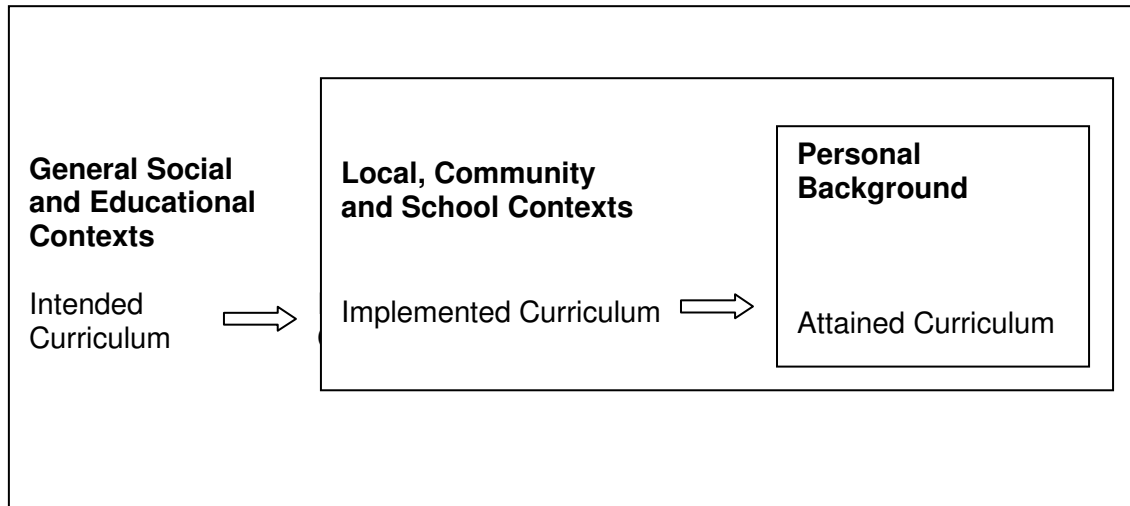 General Social
and Educational
Contexts
Intended
Curriculum
Local, Community
and School Contexts
Implemented Curriculum
Personal
Background
Attained Curriculum